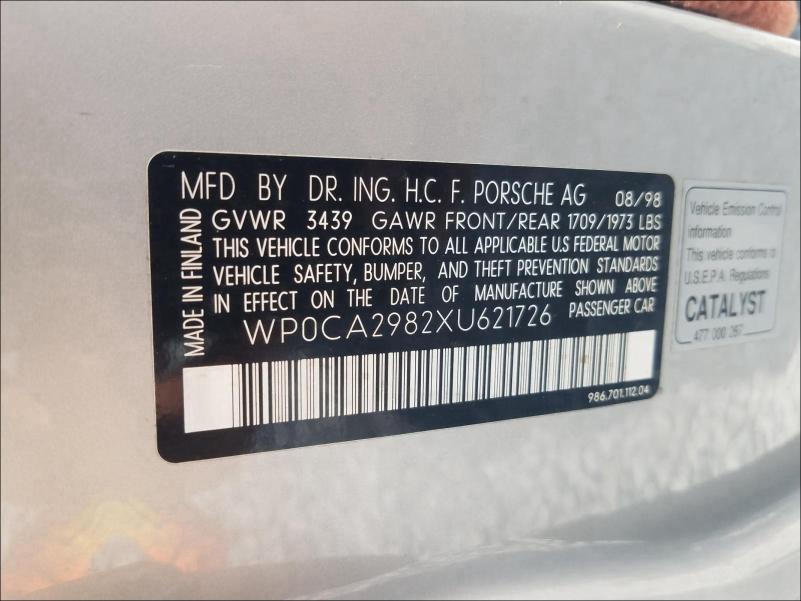 MADE IN FINLAND
MFD BY DR. ING. H.C. F. PORSCHE AG 08/98
GVWR 3439 GAWR FRONT/REAR 1709/1973 LBS
THIS VEHICLE CONFORMS TO ALL APPLICABLE U.S FEDERAL MOTOR
VEHICLE SAFETY, BUMPER, AND THEFT PREVENTION STANDARDS
IN EFFECT ON THE DATE OF MANUFACTURE SHOWN ABOVE
WP0CA2982XU621726 PASSENGER CAR
986.701.112.04
Vehicle Emission Control
information
This vehicle conforms to
U.S.E.P.A. Regulations
CATALYST
477 000 267